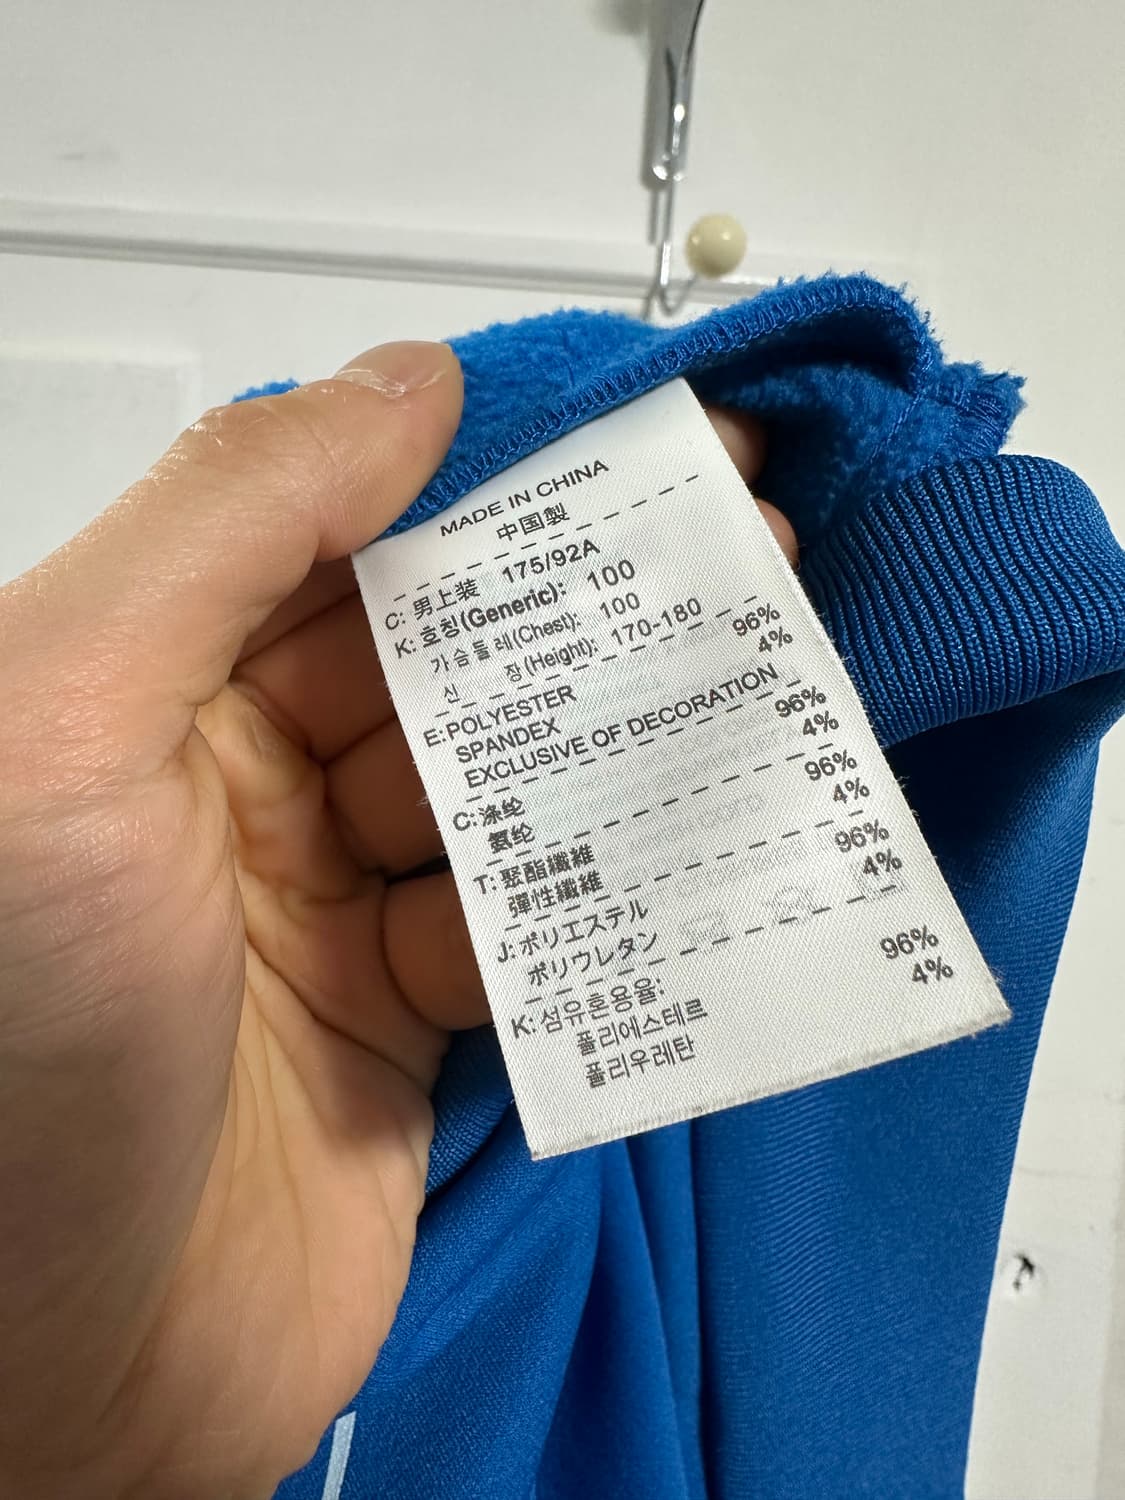 MADE IN CHINA
中国製
C: 男上装 175/92A
K: 호칭(Generic): 100
가슴둘레(Chest): 100
신 장(Height): 170-180
E:POLYESTER 96%
SPANDEX 4%
EXCLUSIVE OF DECORATION
C:涤纶 96%
氨纶 4%
T:聚酯纖維 96%
彈性纖維 4%
J:ポリエステル 96%
ポリウレタン 4%
K:섬유혼용율:
폴리에스테르 96%
폴리우레탄 4%